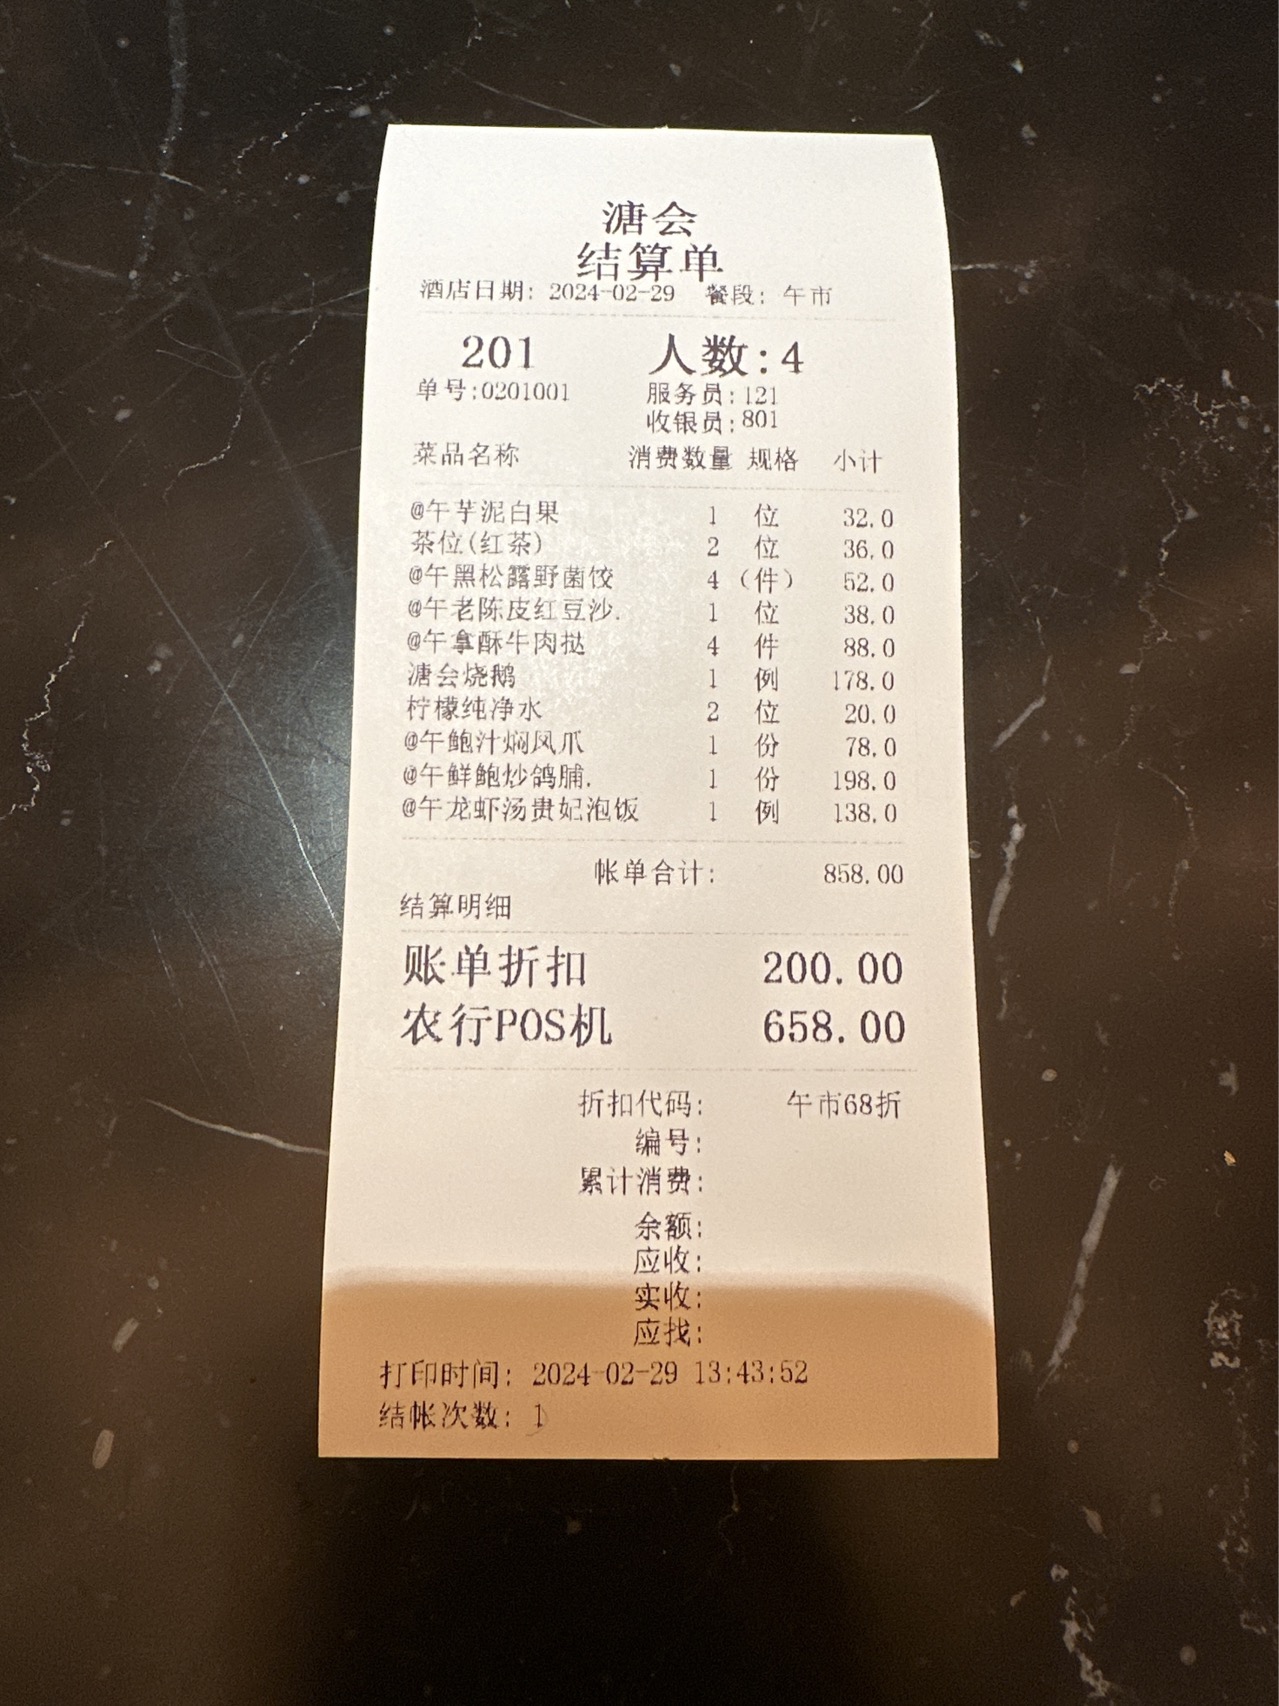 溏会
结算单
酒店日期: 2024-02-29 餐段: 午市
201 人数:4
单号:0201001 服务员:121
收银员:801
菜品名称 消费数量 规格 小计
@午芋泥白果 1 位 32.0
茶位(红茶) 2 位 36.0
@午黑松露野菌饺 4 (件) 52.0
@午老陈皮红豆沙. 1 位 38.0
@午拿酥牛肉挞 4 件 88.0
溏会烧鹅 1 例 178.0
柠檬纯净水 2 位 20.0
@午鲍汁焖凤爪 1 份 78.0
@午鲜鲍炒鸽脯. 1 份 198.0
@午龙虾汤贵妃泡饭 1 例 138.0
帐单合计: 858.00
结算明细
账单折扣 200.00
农行POS机 658.00
折扣代码: 午市68折
编号:
累计消费:
余额:
应收:
实收:
应找:
打印时间: 2024-02-29 13:43:52
结帐次数: 1